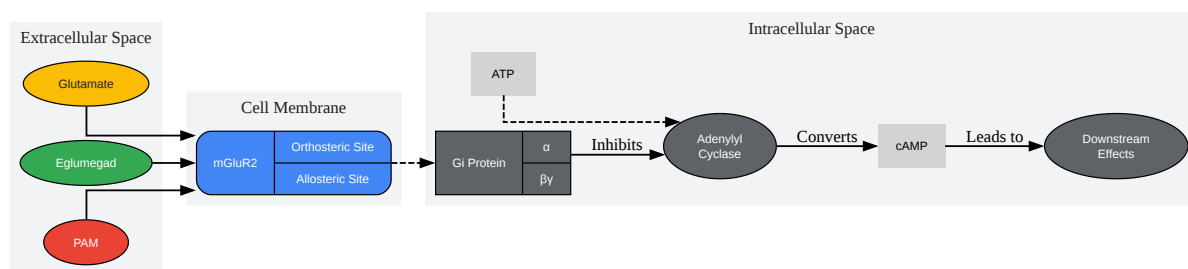 Extracellular Space
Glutamate
Eglumegad
PAM
Cell Membrane
mGluR2
Orthosteric Site
Allosteric Site
Intracellular Space
ATP
Gi Protein
α
βγ
Inhibits
Adenylyl
Cyclase
Converts
cAMP
Leads to
Downstream
Effects